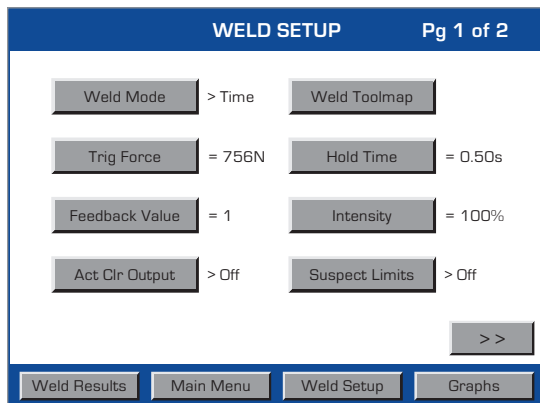 WELD SETUP Pg 1 of 2
Weld Mode > Time Weld Toolmap
Trig Force = 756N Hold Time = 0.50s
Feedback Value = 1 Intensity = 100%
Act Clr Output > Off Suspect Limits > Off
>>
Weld Results Main Menu Weld Setup Graphs